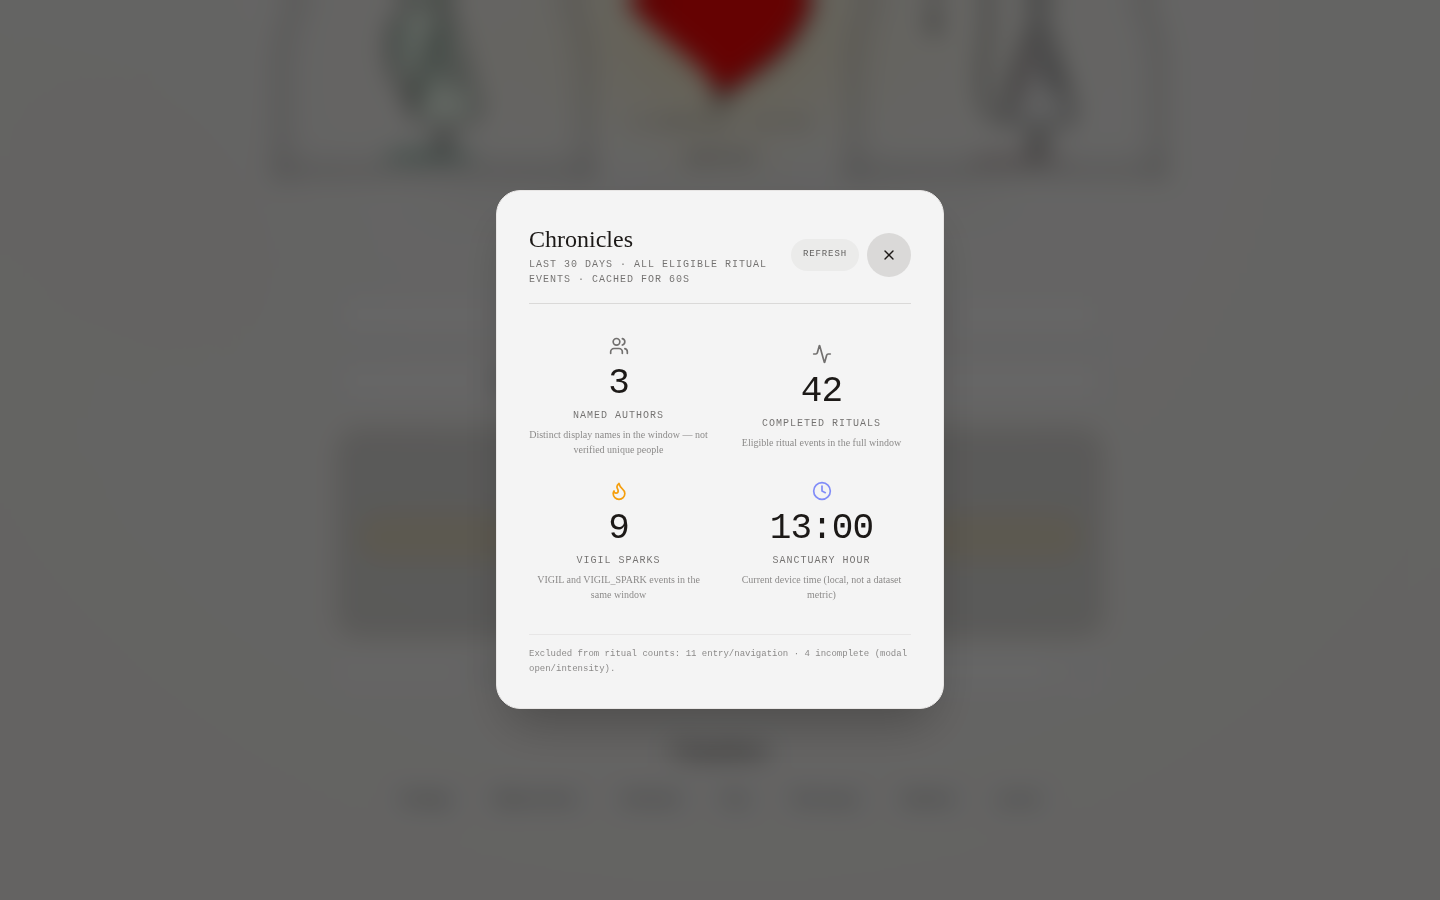 Chronicles
LAST 30 DAYS · ALL ELIGIBLE RITUAL
EVENTS · CACHED FOR 60S
REFRESH
3
NAMED AUTHORS
Distinct display names in the window — not
verified unique people
42
COMPLETED RITUALS
Eligible ritual events in the full window
9
VIGIL SPARKS
VIGIL and VIGIL_SPARK events in the
same window
13:00
SANCTUARY HOUR
Current device time (local, not a dataset
metric)
Excluded from ritual counts: 11 entry/navigation · 4 incomplete (modal
open/intensity).